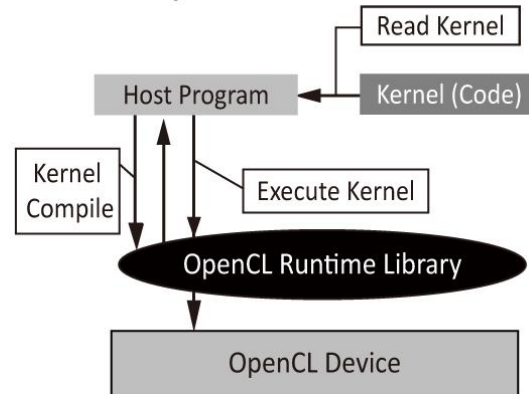 Read Kernel
Host Program
Kernel (Code)
Kernel
Compile
Execute Kernel
OpenCL Runtime Library
OpenCL Device